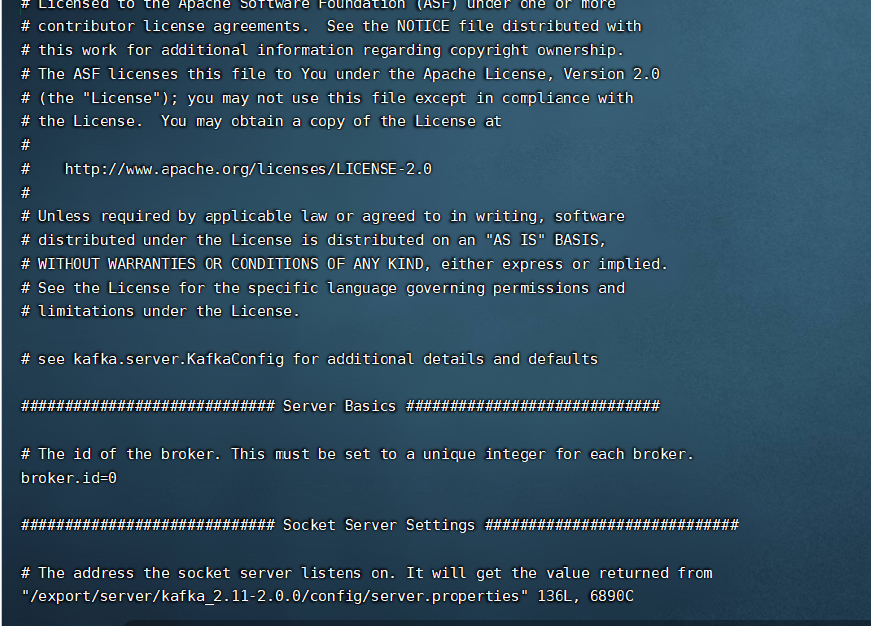 # Licensed to the Apache Software Foundation (ASF) under one or more
# contributor license agreements.  See the NOTICE file distributed with
# this work for additional information regarding copyright ownership.
# The ASF licenses this file to You under the Apache License, Version 2.0
# (the "License"); you may not use this file except in compliance with
# the License.  You may obtain a copy of the License at
#
#    http://www.apache.org/licenses/LICENSE-2.0
#
# Unless required by applicable law or agreed to in writing, software
# distributed under the License is distributed on an "AS IS" BASIS,
# WITHOUT WARRANTIES OR CONDITIONS OF ANY KIND, either express or implied.
# See the License for the specific language governing permissions and
# limitations under the License.
# see kafka.server.KafkaConfig for additional details and defaults
############################# Server Basics #############################
# The id of the broker. This must be set to a unique integer for each broker.
broker.id=0
############################# Socket Server Settings #############################
# The address the socket server listens on. It will get the value returned from
"/export/server/kafka_2.11-2.0.0/config/server.properties" 136L, 6890C